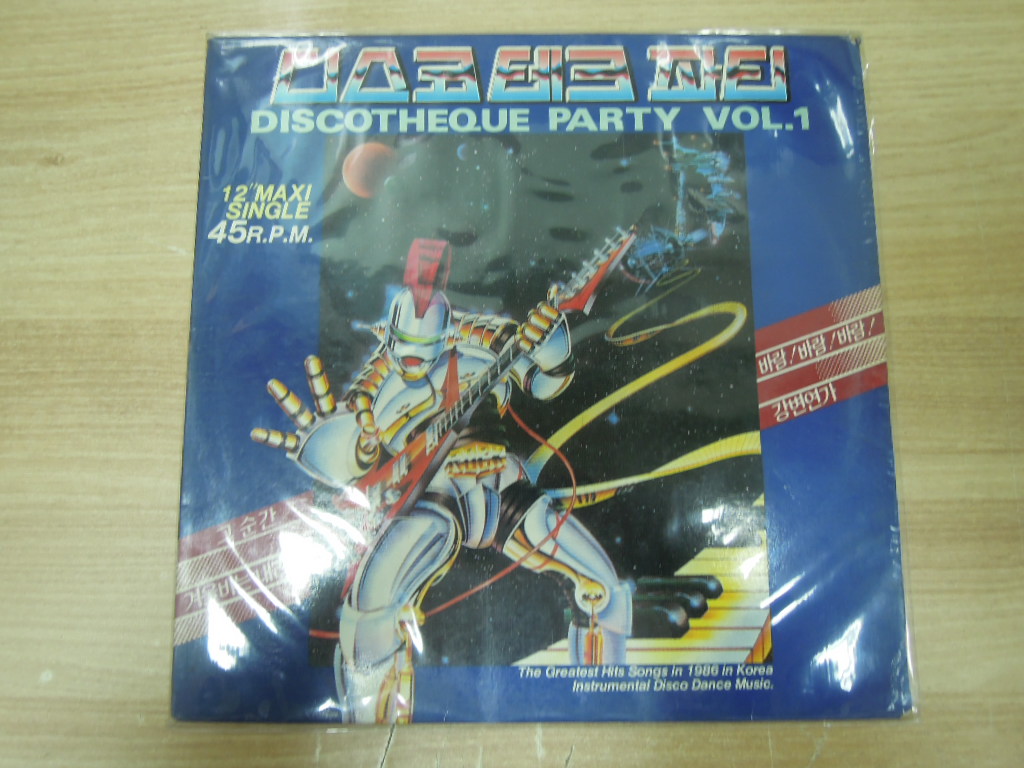 디스코테크 파티
DISCOTHEQUE PARTY VOL.1
12"MAXI
SINGLE
45R.P.M.
바람!바람!바람!
강변연가
그 순간
The Greatest Hits Songs in 1986 in Korea
Instrumental Disco Dance Music.